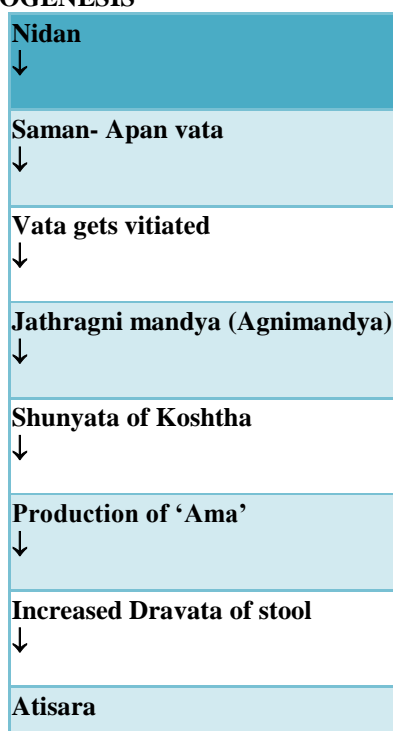 OGENESIS
Nidan
↓
Saman- Apan vata
↓
Vata gets vitiated
↓
Jathragni mandya (Agnimandya)
↓
Shunyata of Koshtha
↓
Production of ‘Ama’
↓
Increased Dravata of stool
↓
Atisara